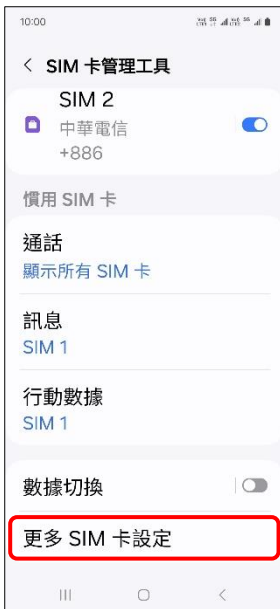 10:00
< SIM 卡管理工具
SIM 2
中華電信
+886
慣用 SIM 卡
通話
顯示所有 SIM 卡
訊息
SIM 1
行動數據
SIM 1
數據切換
更多 SIM 卡設定